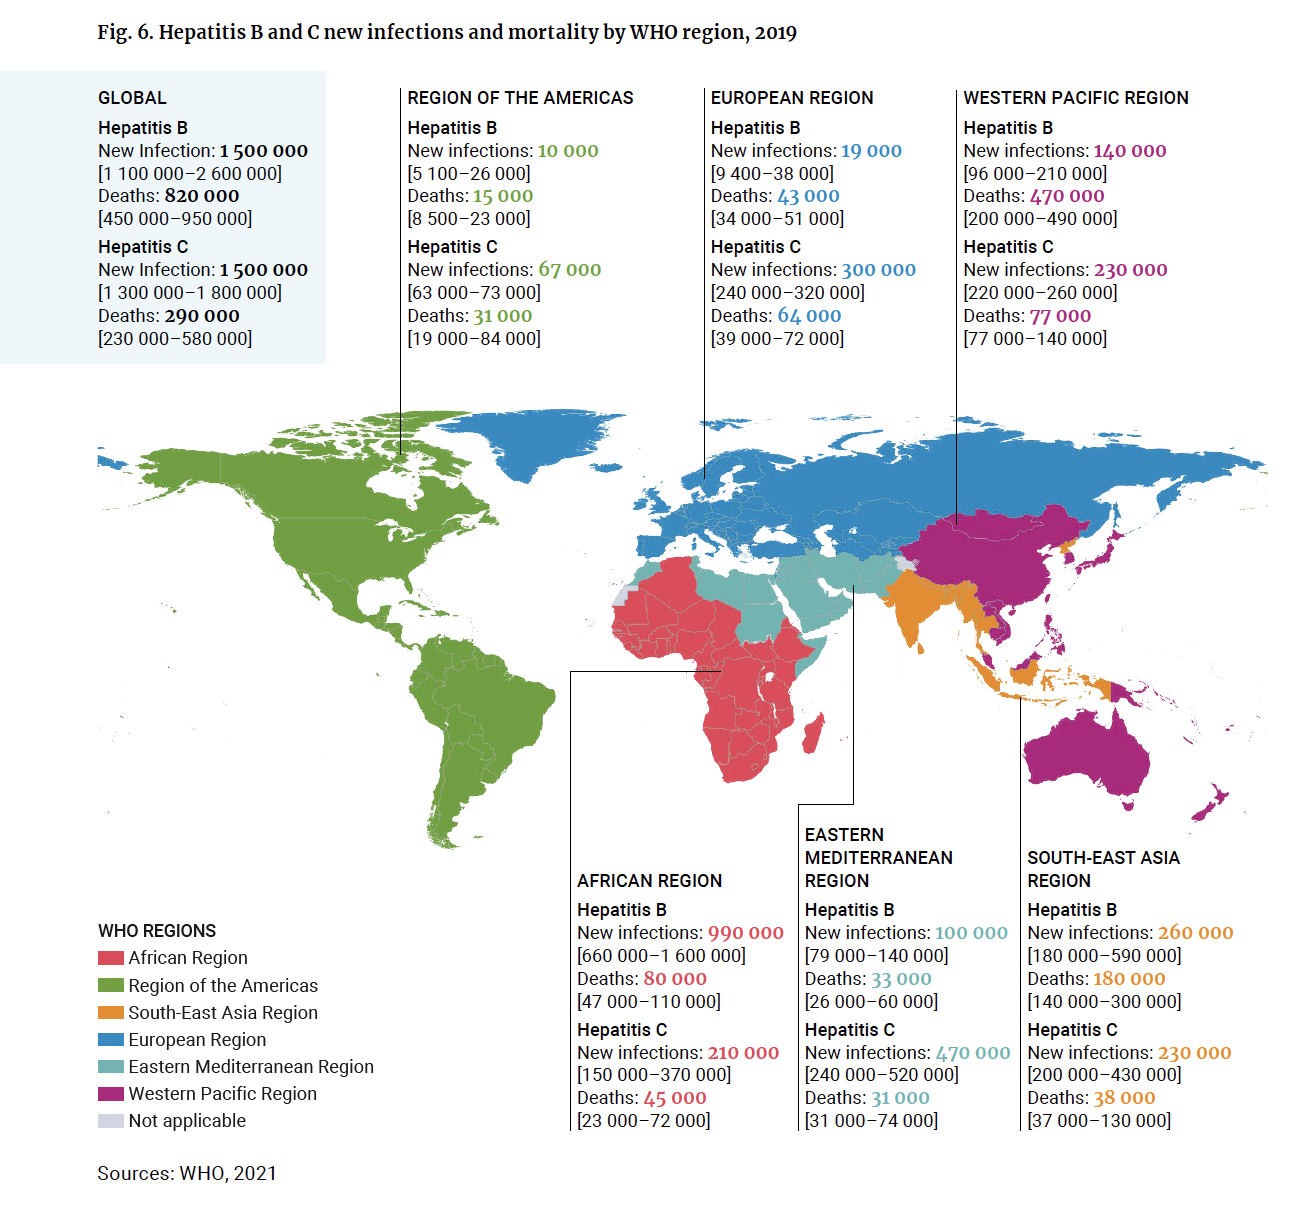 Fig. 6. Hepatitis B and C new infections and mortality by WHO region, 2019
GLOBAL
Hepatitis B
New Infection: 1 500 000
[1 100 000–2 600 000]
Deaths: 820 000
[450 000–950 000]
Hepatitis C
New Infection: 1 500 000
[1 300 000–1 800 000]
Deaths: 290 000
[230 000–580 000]
REGION OF THE AMERICAS
Hepatitis B
New infections: 10 000
[5 100–26 000]
Deaths: 15 000
[8 500–23 000]
Hepatitis C
New infections: 67 000
[63 000–73 000]
Deaths: 31 000
[19 000–84 000]
EUROPEAN REGION
Hepatitis B
New infections: 19 000
[9 400–38 000]
Deaths: 43 000
[34 000–51 000]
Hepatitis C
New infections: 300 000
[240 000–320 000]
Deaths: 64 000
[39 000–72 000]
WESTERN PACIFIC REGION
Hepatitis B
New infections: 140 000
[96 000–210 000]
Deaths: 470 000
[200 000–490 000]
Hepatitis C
New infections: 230 000
[220 000–260 000]
Deaths: 77 000
[77 000–140 000]
AFRICAN REGION
Hepatitis B
New infections: 990 000
[660 000–1 600 000]
Deaths: 80 000
[47 000–110 000]
Hepatitis C
New infections: 210 000
[150 000–370 000]
Deaths: 45 000
[23 000–72 000]
EASTERN
MEDITERRANEAN
REGION
Hepatitis B
New infections: 100 000
[79 000–140 000]
Deaths: 33 000
[26 000–60 000]
Hepatitis C
New infections: 470 000
[240 000–520 000]
Deaths: 31 000
[31 000–74 000]
SOUTH-EAST ASIA
REGION
Hepatitis B
New infections: 260 000
[180 000–590 000]
Deaths: 180 000
[140 000–300 000]
Hepatitis C
New infections: 230 000
[200 000–430 000]
Deaths: 38 000
[37 000–130 000]
WHO REGIONS
African Region
Region of the Americas
South-East Asia Region
European Region
Eastern Mediterranean Region
Western Pacific Region
Not applicable
Sources: WHO, 2021